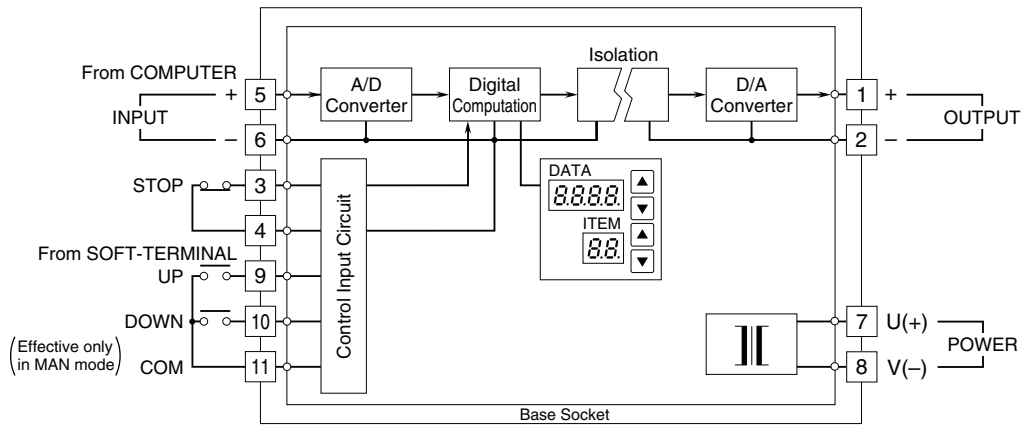 Isolation
From COMPUTER
INPUT
+
5
A/D
Converter
Digital
Computation
D/A
Converter
1
+
OUTPUT
–
6
2
–
STOP
3
4
DATA
8.8.8.8.
▲
▼
ITEM
8.8.
▲
▼
Control Input Circuit
From SOFT-TERMINAL
UP
9
DOWN
10
(Effective only
in MAN mode)
COM
11
7
U(+)
POWER
8
V(–)
Base Socket